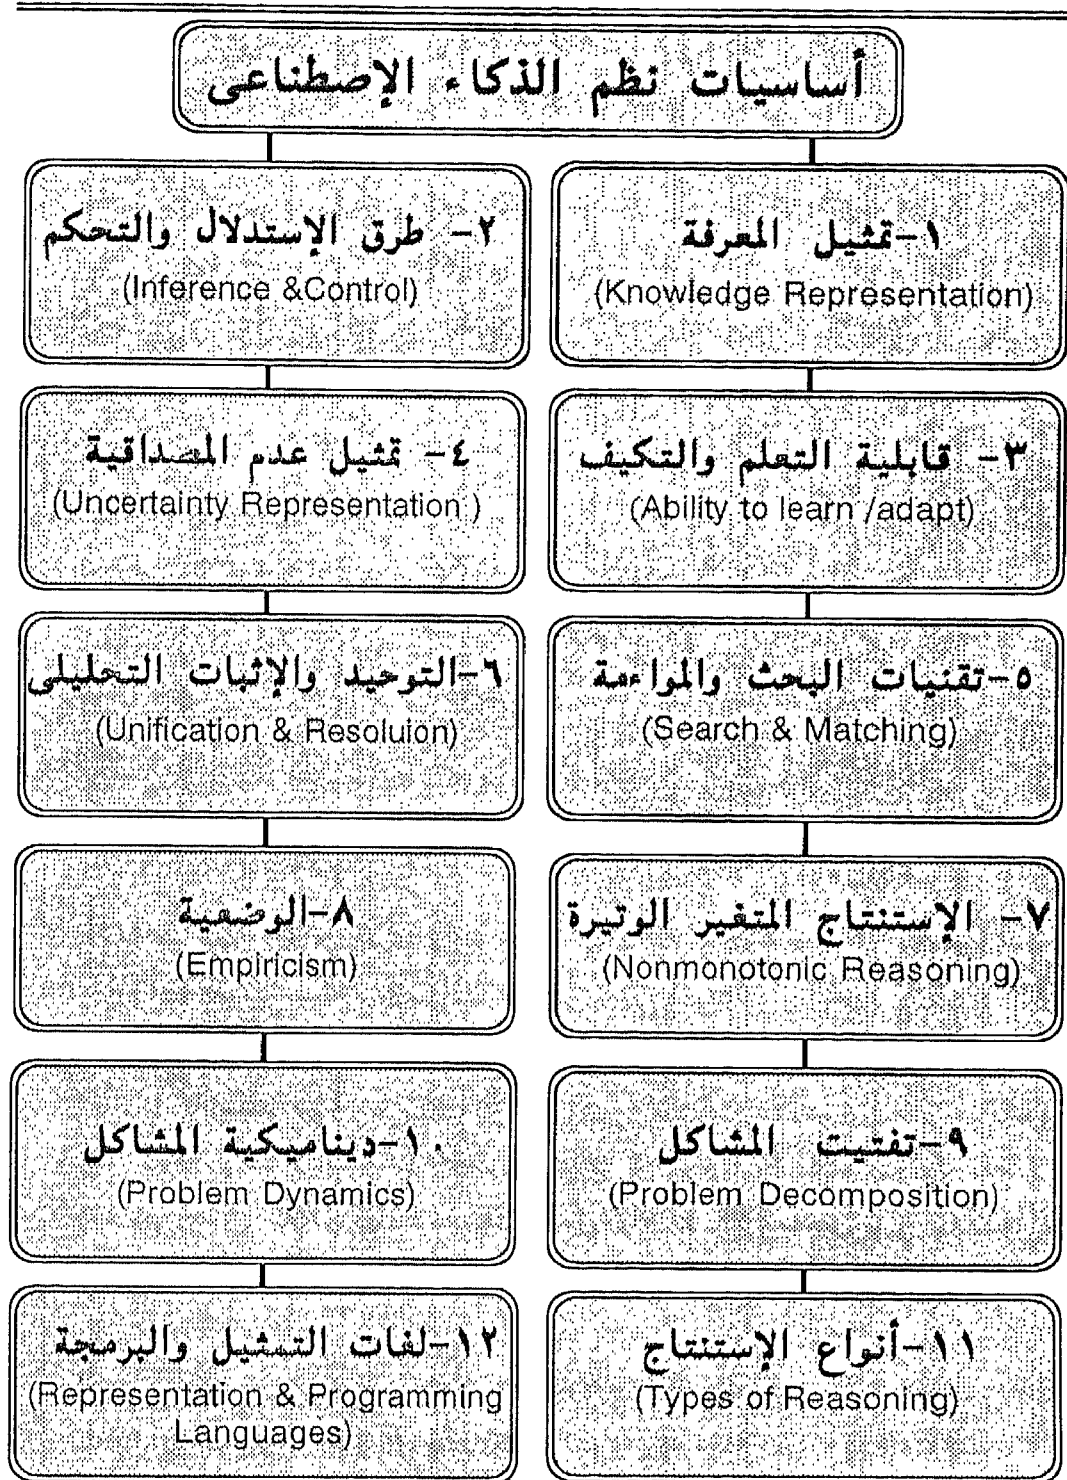 أساسيات نظم الذكاء الإصطناعى
١-تمثيل المعرفة
(Knowledge Representation)
٢- طرق الإستدلال والتحكم
(Inference &Control)
٣- قابلية التعلم والتكيف
(Ability to learn /adapt)
٤- تمثيل عدم المصداقية
(Uncertainty Representation )
٥-تقنيات البحث والمواءمة
(Search & Matching)
٦-التوحيد والإثبات التحليلى
(Unification & Resoluion)
٧- الإستنتاج المتغير الوتيرة
(Nonmonotonic Reasoning)
٨-الوضعية
(Empiricism)
٩-تفتيت المشاكل
(Problem Decomposition)
١٠-ديناميكية المشاكل
(Problem Dynamics)
١١-أنواع الإستنتاج
(Types of Reasoning)
١٢-لغات التمثيل والبرمجة
(Representation & Programming
Languages)